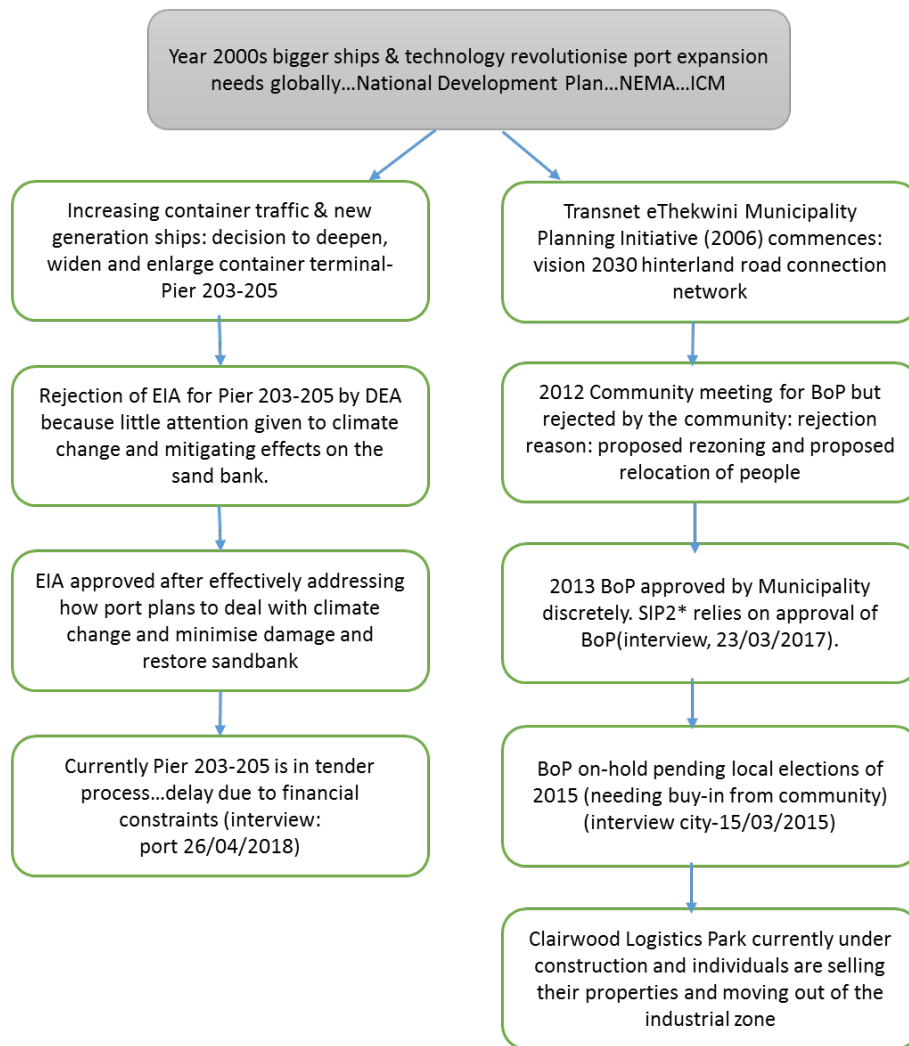 Year 2000s bigger ships & technology revolutionise port expansion
needs globally...National Development Plan...NEMA...ICM
Increasing container traffic & new
generation ships: decision to deepen,
widen and enlarge container terminal-
Pier 203-205
Rejection of EIA for Pier 203-205 by DEA
because little attention given to climate
change and mitigating effects on the
sand bank.
EIA approved after effectively addressing
how port plans to deal with climate
change and minimise damage and
restore sandbank
Currently Pier 203-205 is in tender
process...delay due to financial
constraints (interview:
port 26/04/2018)
Transnet eThekwini Municipality
Planning Initiative (2006) commences:
vision 2030 hinterland road connection
network
2012 Community meeting for BoP but
rejected by the community: rejection
reason: proposed rezoning and proposed
relocation of people
2013 BoP approved by Municipality
discretely. SIP2* relies on approval of
BoP(interview, 23/03/2017).
BoP on-hold pending local elections of
2015 (needing buy-in from community)
(interview city-15/03/2015)
Clairwood Logistics Park currently under
construction and individuals are selling
their properties and moving out of the
industrial zone